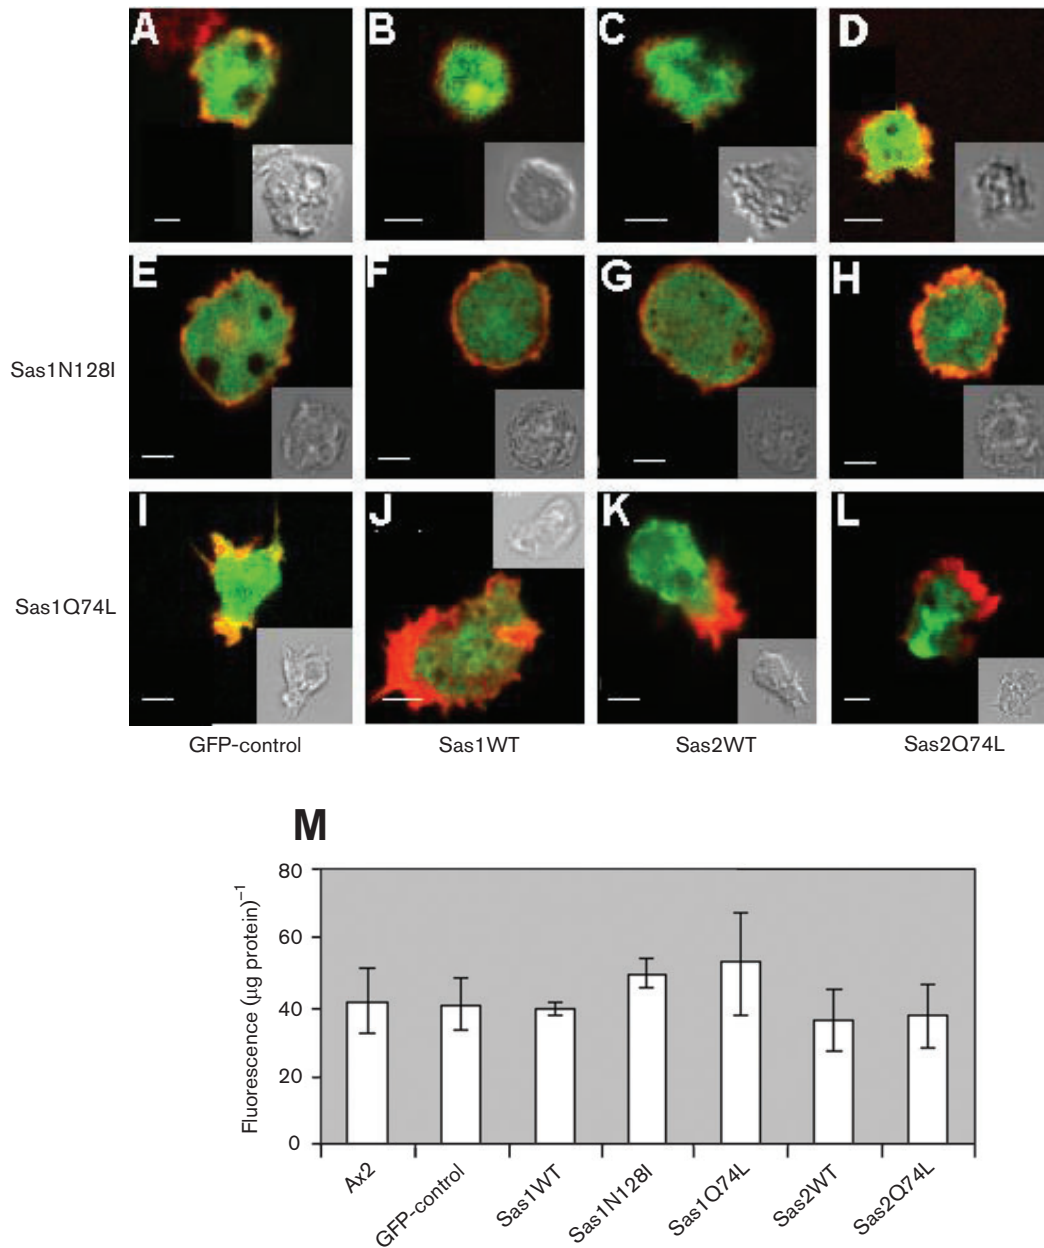 A
B
C
D
E
F
G
H
Sas1N128I
I
J
K
L
Sas1Q74L
GFP-control
Sas1WT
Sas2WT
Sas2Q74L
M
80
60
40
20
0
Fluorescence (µg protein)⁻¹
Ax2
GFP-control
Sas1WT
Sas1N128I
Sas1Q74L
Sas2WT
Sas2Q74L